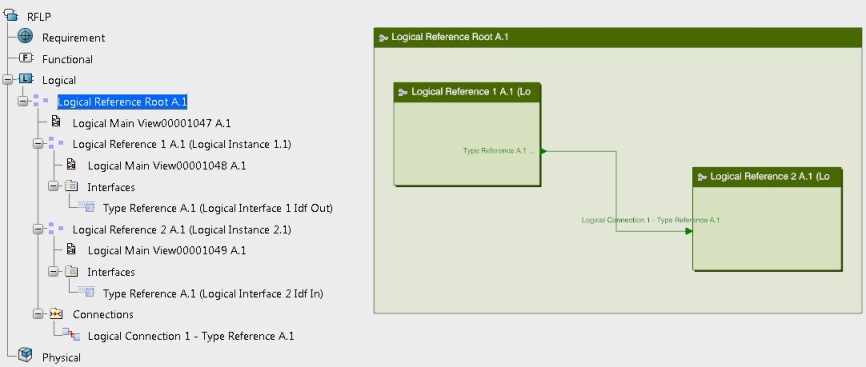 RFLP
Requirement
Functional
Logical
Logical Reference Root A.1
Logical Main View00001047 A.1
Logical Reference 1 A.1 (Logical Instance 1.1)
Logical Main View00001048 A.1
Interfaces
Type Reference A.1 (Logical Interface 1 Idf Out)
Logical Reference 2 A.1 (Logical Instance 2.1)
Logical Main View00001049 A.1
Interfaces
Type Reference A.1 (Logical Interface 2 Idf In)
Connections
Logical Connection 1 - Type Reference A.1
Physical
Logical Reference Root A.1
Logical Reference 1 A.1 (Lo
Type Reference A.1 ...
Logical Reference 2 A.1 (Lo
Logical Connection 1 - Type Reference A.1